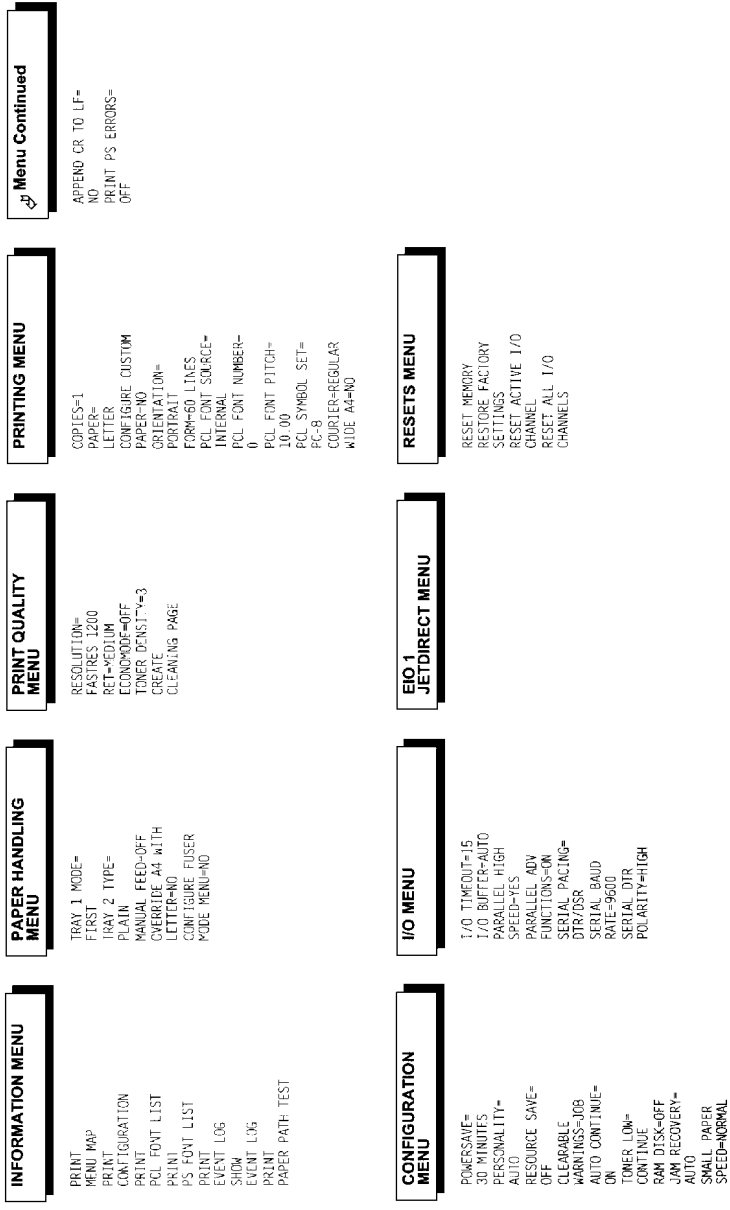 INFORMATION MENU
PRINT
MENU MAP
PRINT
CONFIGURATION
PRINT
PCL FONT LIST
PRINT
PS FONT LIST
PRINT
EVENT LOG
SHOW
EVENT LOG
PRINT
PAPER PATH TEST
PAPER HANDLING
MENU
TRAY 1 MODE=
FIRST
TRAY 2 TYPE=
PLAIN
MANUAL FEED=OFF
OVERRIDE A4 WITH
LETTER=NO
CONFIGURE FUSER
MODE MENU=NO
PRINT QUALITY
MENU
RESOLUTION=
FASTRES 1200
RET=MEDIUM
ECONOMODE=OFF
TONER DENSITY=3
CREATE
CLEANING PAGE
PRINTING MENU
COPIES=1
PAPER=
LETTER
CONFIGURE CUSTOM
PAPER=NO
ORIENTATION=
PORTRAIT
FORM=60 LINES
PCL FONT SOURCE=
INTERNAL
PCL FONT NUMBER=
0
PCL FONT PITCH=
10.00
PCL SYMBOL SET=
PC-8
COURIER=REGULAR
WIDE A4=NO
Menu Continued
APPEND CR TO LF=
NO
PRINT PS ERRORS=
OFF
CONFIGURATION
MENU
POWERSAVE=
30 MINUTES
PERSONALITY=
AUTO
RESOURCE SAVE=
OFF
CLEARABLE
WARNINGS=JOB
AUTO CONTINUE=
ON
TONER LOW=
CONTINUE
RAM DISK=OFF
JAM RECOVERY=
AUTO
SMALL PAPER
SPEED=NORMAL
I/O MENU
I/O TIMEOUT=15
I/O BUFFER=AUTO
PARALLEL HIGH
SPEED=YES
PARALLEL ADV
FUNCTIONS=ON
SERIAL PACING=
DTR/DSR
SERIAL BAUD
RATE=9600
SERIAL DTR
POLARITY=HIGH
EIO 1
JETDIRECT MENU
RESETS MENU
RESET MEMORY
RESTORE FACTORY
SETTINGS
RESET ACTIVE I/O
CHANNEL
RESET ALL I/O
CHANNELS